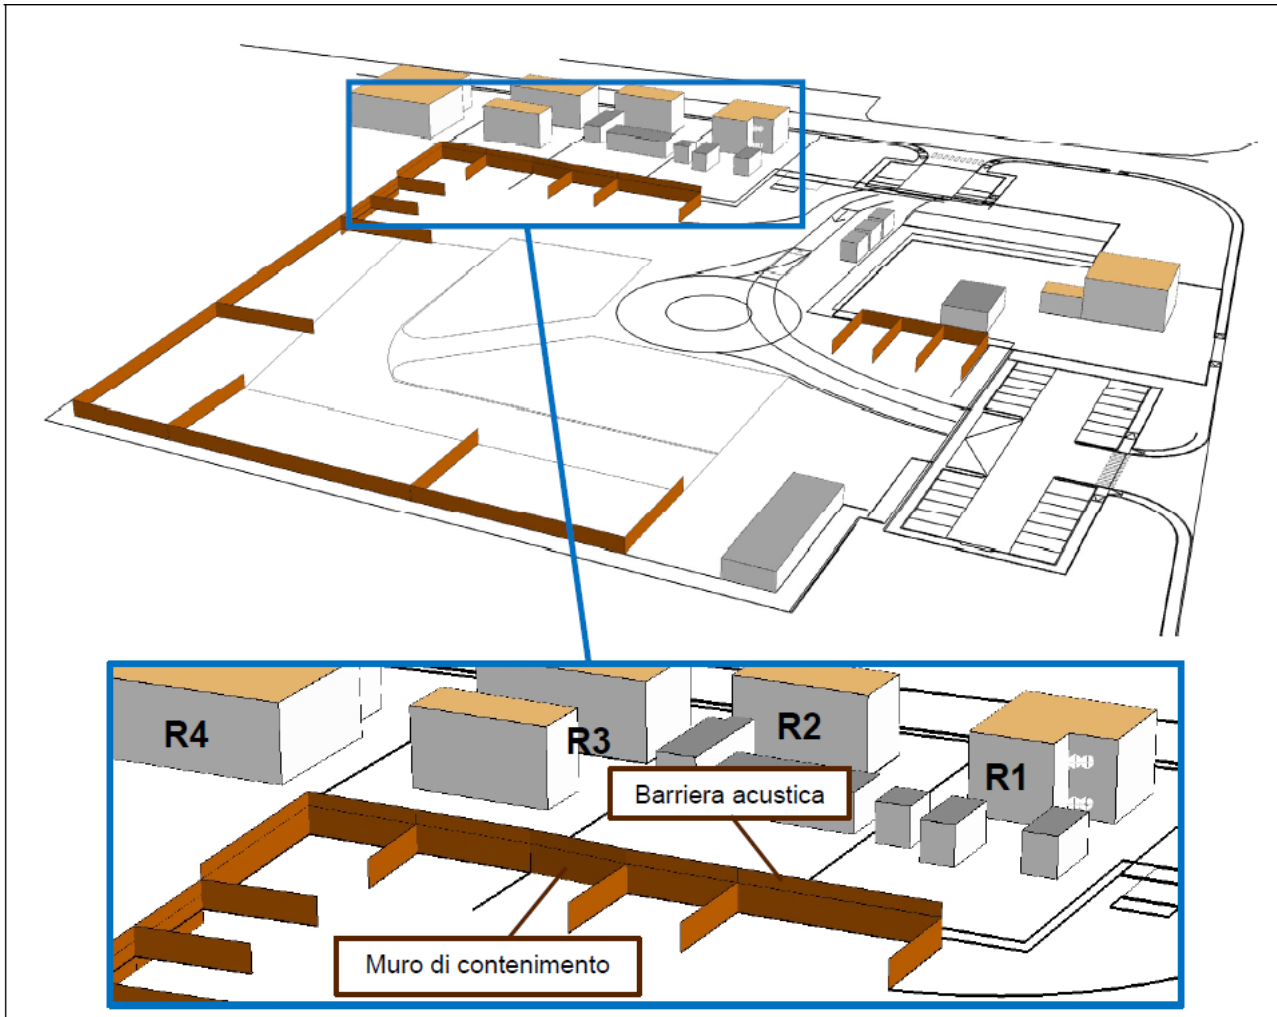 R4
R3
R2
R1
Barriera acustica
Muro di contenimento